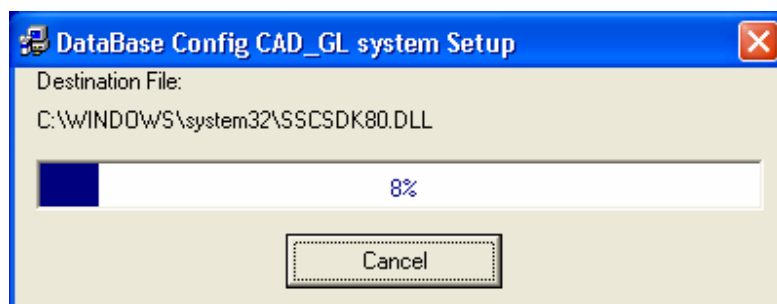 DataBase Config CAD_GL system Setup
Destination File:
C:\WINDOWS\system32\SSCSDK80.DLL
8%
Cancel